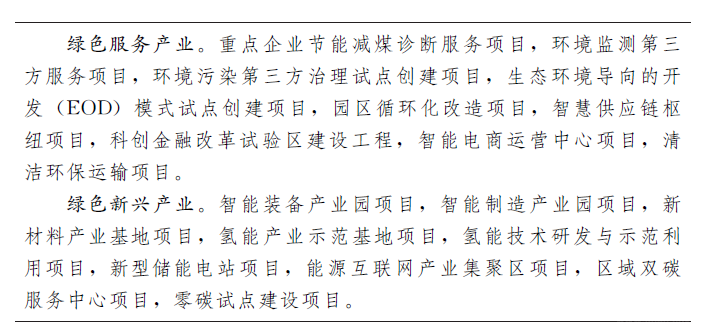 绿色服务产业。重点企业节能减煤诊断服务项目，环境监测第三
方服务项目，环境污染第三方治理试点创建项目，生态环境导向的开
发（EOD）模式试点创建项目，园区循环化改造项目，智慧供应链枢
纽项目，科创金融改革试验区建设工程，智能电商运营中心项目，清
洁环保运输项目。
绿色新兴产业。智能装备产业园项目，智能制造产业园项目，新
材料产业基地项目，氢能产业示范基地项目，氢能技术研发与示范利
用项目，新型储能电站项目，能源互联网产业集聚区项目，区域双碳
服务中心项目，零碳试点建设项目。